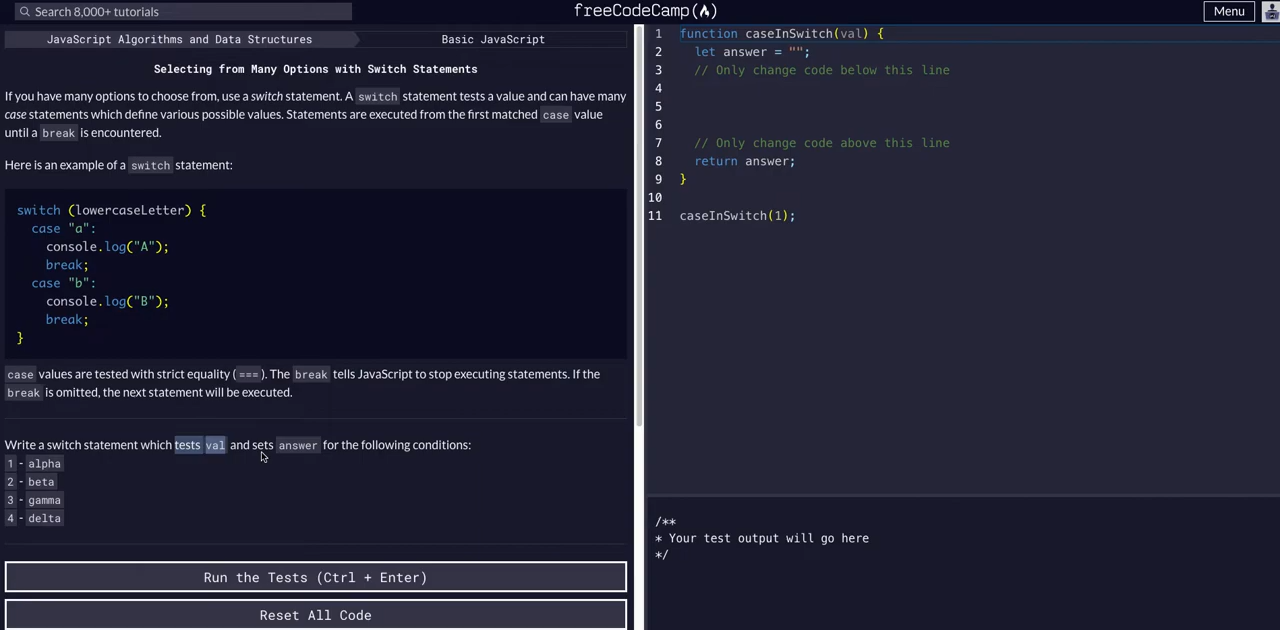 Search 8,000+ tutorials
freeCodeCamp
Menu
JavaScript Algorithms and Data Structures
Basic JavaScript
Selecting from Many Options with Switch Statements
If you have many options to choose from, use a switch statement. A switch statement tests a value and can have many
case statements which define various possible values. Statements are executed from the first matched case value
until a break is encountered.
Here is an example of a switch statement:
switch (lowercaseLetter) {
case "a":
console.log("A");
break;
case "b":
console.log("B");
break;
}
case values are tested with strict equality (===). The break tells JavaScript to stop executing statements. If the
break is omitted, the next statement will be executed.
Write a switch statement which tests val and sets answer for the following conditions:
1 - alpha
2 - beta
3 - gamma
4 - delta
Run the Tests (Ctrl + Enter)
Reset All Code
1 function caseInSwitch(val) {
2 let answer = "";
3 // Only change code below this line
4
5
6
7 // Only change code above this line
8 return answer;
9 }
10
11 caseInSwitch(1);
/**
* Your test output will go here
*/